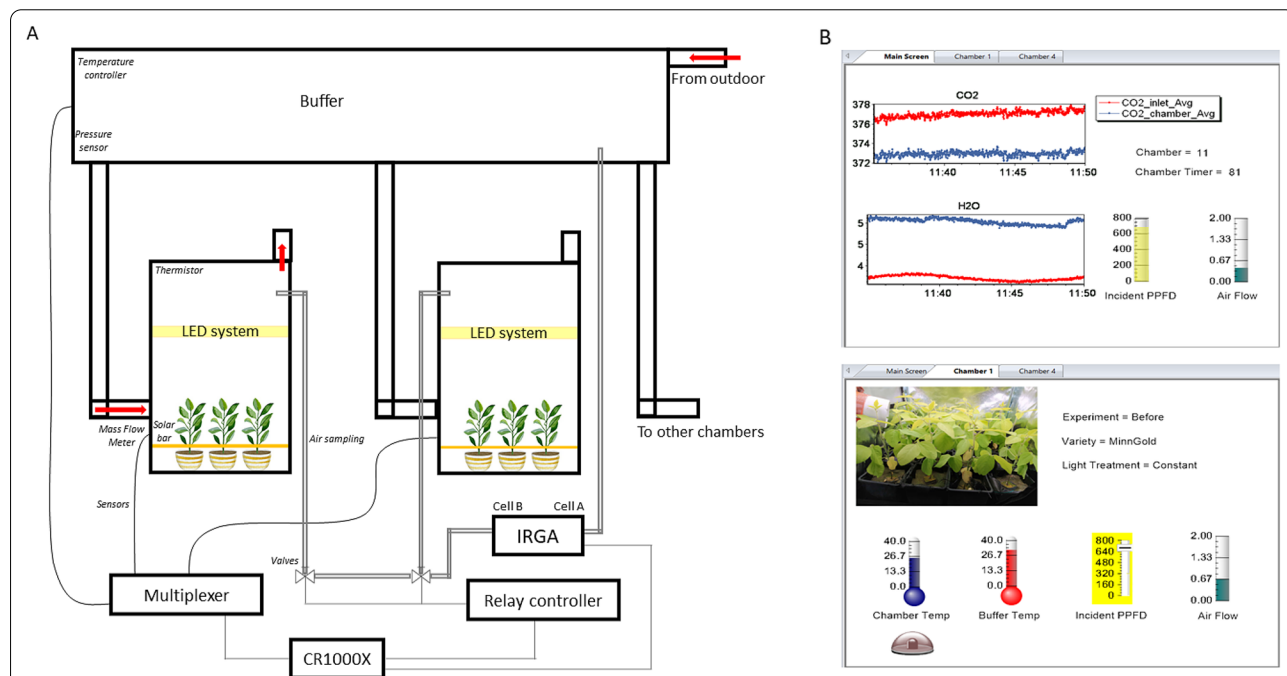 A
Temperature
controller
Buffer
From outdoor
Pressure
sensor
Thermistor
LED system
LED system
Mass Flow
Meter
Solar
bar
Air sampling
To other chambers
Sensors
Cell B
Cell A
IRGA
Valves
Multiplexer
Relay controller
CR1000X
B
Main Screen
Chamber 1
Chamber 4
CO2
378
376
374
372
11:40
11:45
11:50
CO2_inlet_Avg
CO2_chamber_Avg
Chamber = 11
Chamber Timer = 81
H2O
5
5
4
11:40
11:45
11:50
800
600
400
200
0
Incident PPFD
2.00
1.33
0.67
0.00
Air Flow
Main Screen
Chamber 1
Chamber 4
Experiment = Before
Variety = MinnGold
Light Treatment = Constant
40.0
26.7
13.3
0.0
Chamber Temp
40.0
26.7
13.3
0.0
Buffer Temp
800
640
480
320
160
0
Incident PPFD
2.00
1.33
0.67
0.00
Air Flow